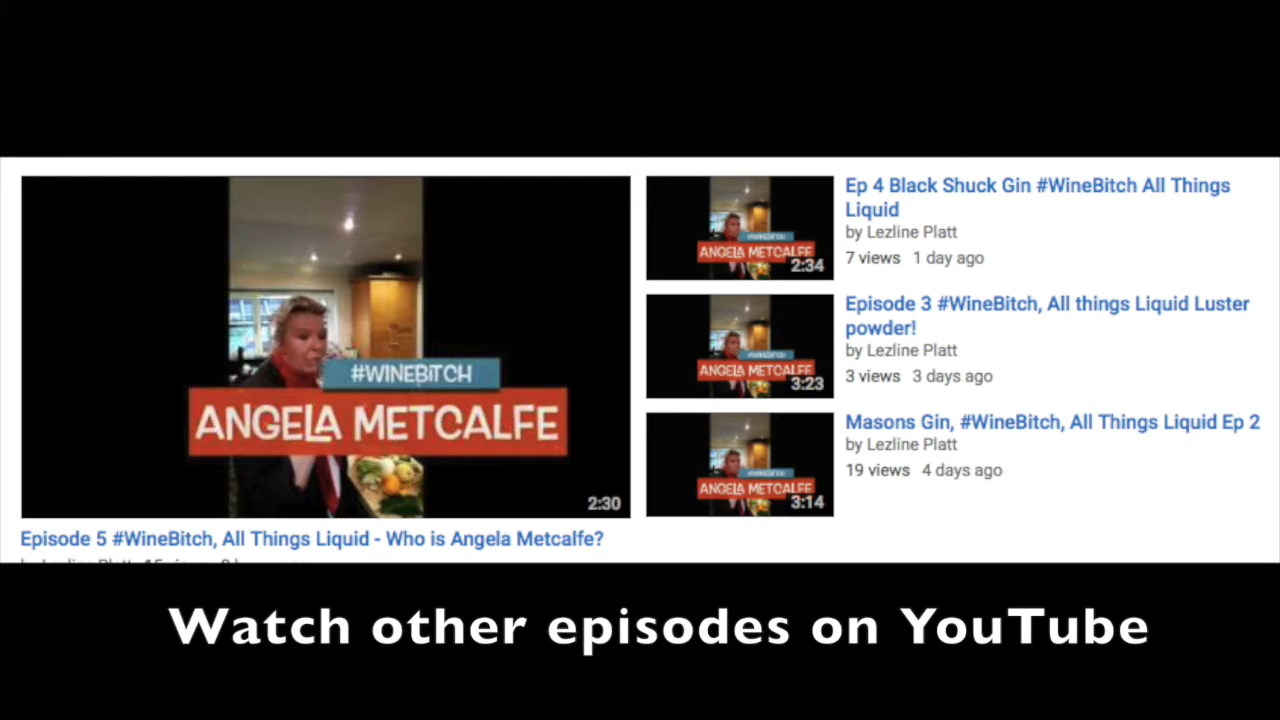 #WINEBITCH
ANGELA METCALFE
2:30
Episode 5 #WineBitch, All Things Liquid - Who is Angela Metcalfe?
#WINEBITCH
ANGELA METCALFE
2:34
Ep 4 Black Shuck Gin #WineBitch All Things
Liquid
by Lezline Platt
7 views 1 day ago
#WINEBITCH
ANGELA METCALFE
3:23
Episode 3 #WineBitch, All things Liquid Luster
powder!
by Lezline Platt
3 views 3 days ago
#WINEBITCH
ANGELA METCALFE
3:14
Masons Gin, #WineBitch, All Things Liquid Ep 2
by Lezline Platt
19 views 4 days ago
Watch other episodes on YouTube